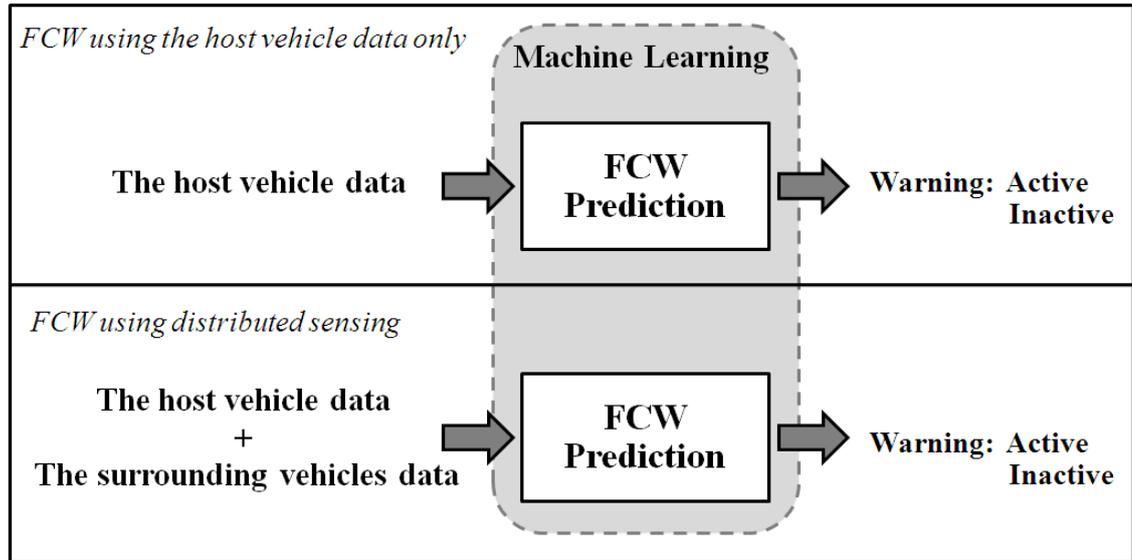 FCW using the host vehicle data only
Machine Learning
The host vehicle data
FCW
Prediction
Warning: Active
Inactive
FCW using distributed sensing
The host vehicle data
+
The surrounding vehicles data
FCW
Prediction
Warning: Active
Inactive